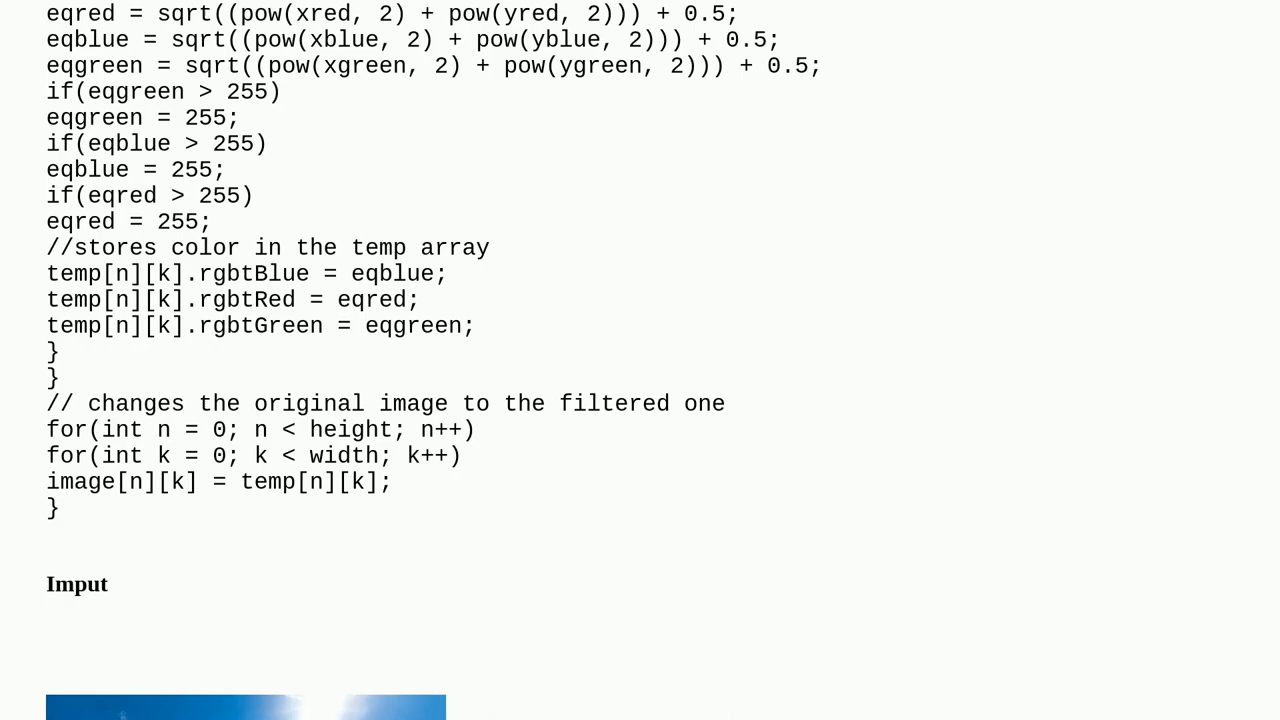 eqred = sqrt((pow(xred, 2) + pow(yred, 2))) + 0.5;
eqblue = sqrt((pow(xblue, 2) + pow(yblue, 2))) + 0.5;
eqgreen = sqrt((pow(xgreen, 2) + pow(ygreen, 2))) + 0.5;
if(eqgreen > 255)
eqgreen = 255;
if(eqblue > 255)
eqblue = 255;
if(eqred > 255)
eqred = 255;
//stores color in the temp array
temp[n][k].rgbtBlue = eqblue;
temp[n][k].rgbtRed = eqred;
temp[n][k].rgbtGreen = eqgreen;
}
}
// changes the original image to the filtered one
for(int n = 0; n < height; n++)
for(int k = 0; k < width; k++)
image[n][k] = temp[n][k];
}
Imput